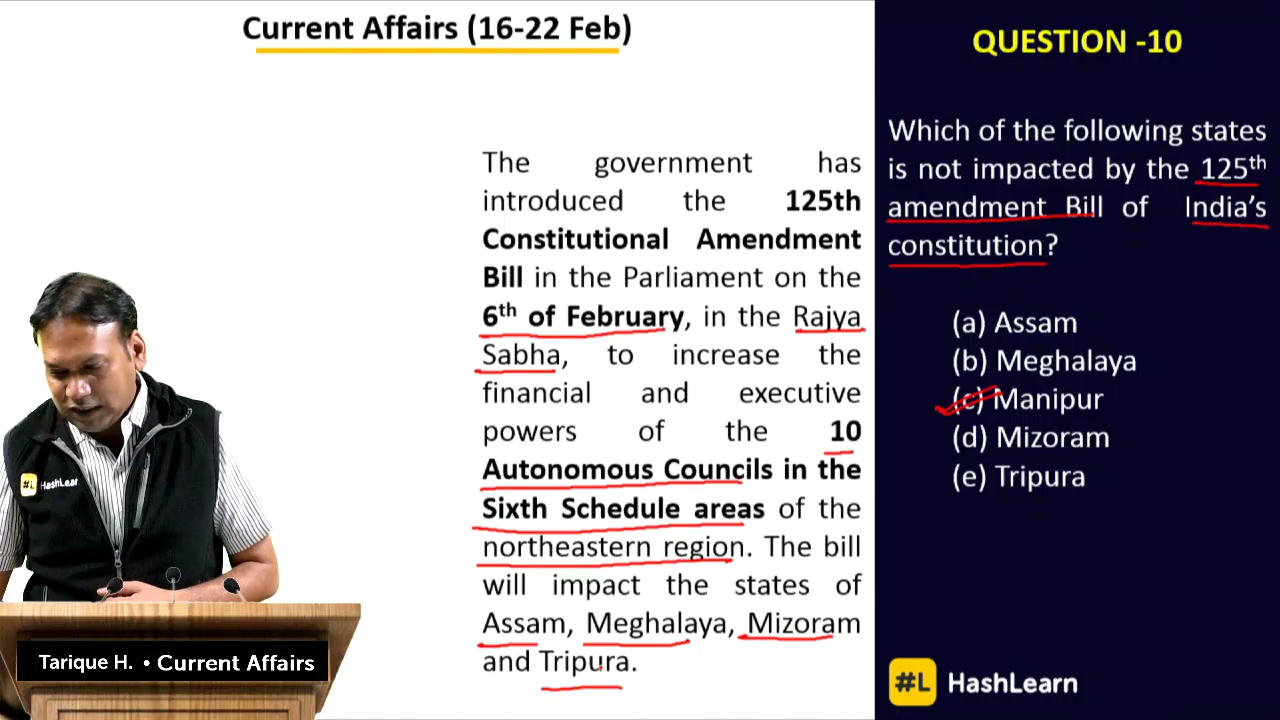 Current Affairs (16-22 Feb)
The government has
introduced the 125th
Constitutional Amendment
Bill in the Parliament on the
6th of February, in the Rajya
Sabha, to increase the
financial and executive
powers of the 10
Autonomous Councils in the
Sixth Schedule areas of the
northeastern region. The bill
will impact the states of
Assam, Meghalaya, Mizoram
and Tripura.
QUESTION -10
Which of the following states
is not impacted by the 125th
amendment Bill of India's
constitution?
(a) Assam
(b) Meghalaya
(c) Manipur
(d) Mizoram
(e) Tripura
#L HashLearn
#L HashLearn
Tarique H. • Current Affairs